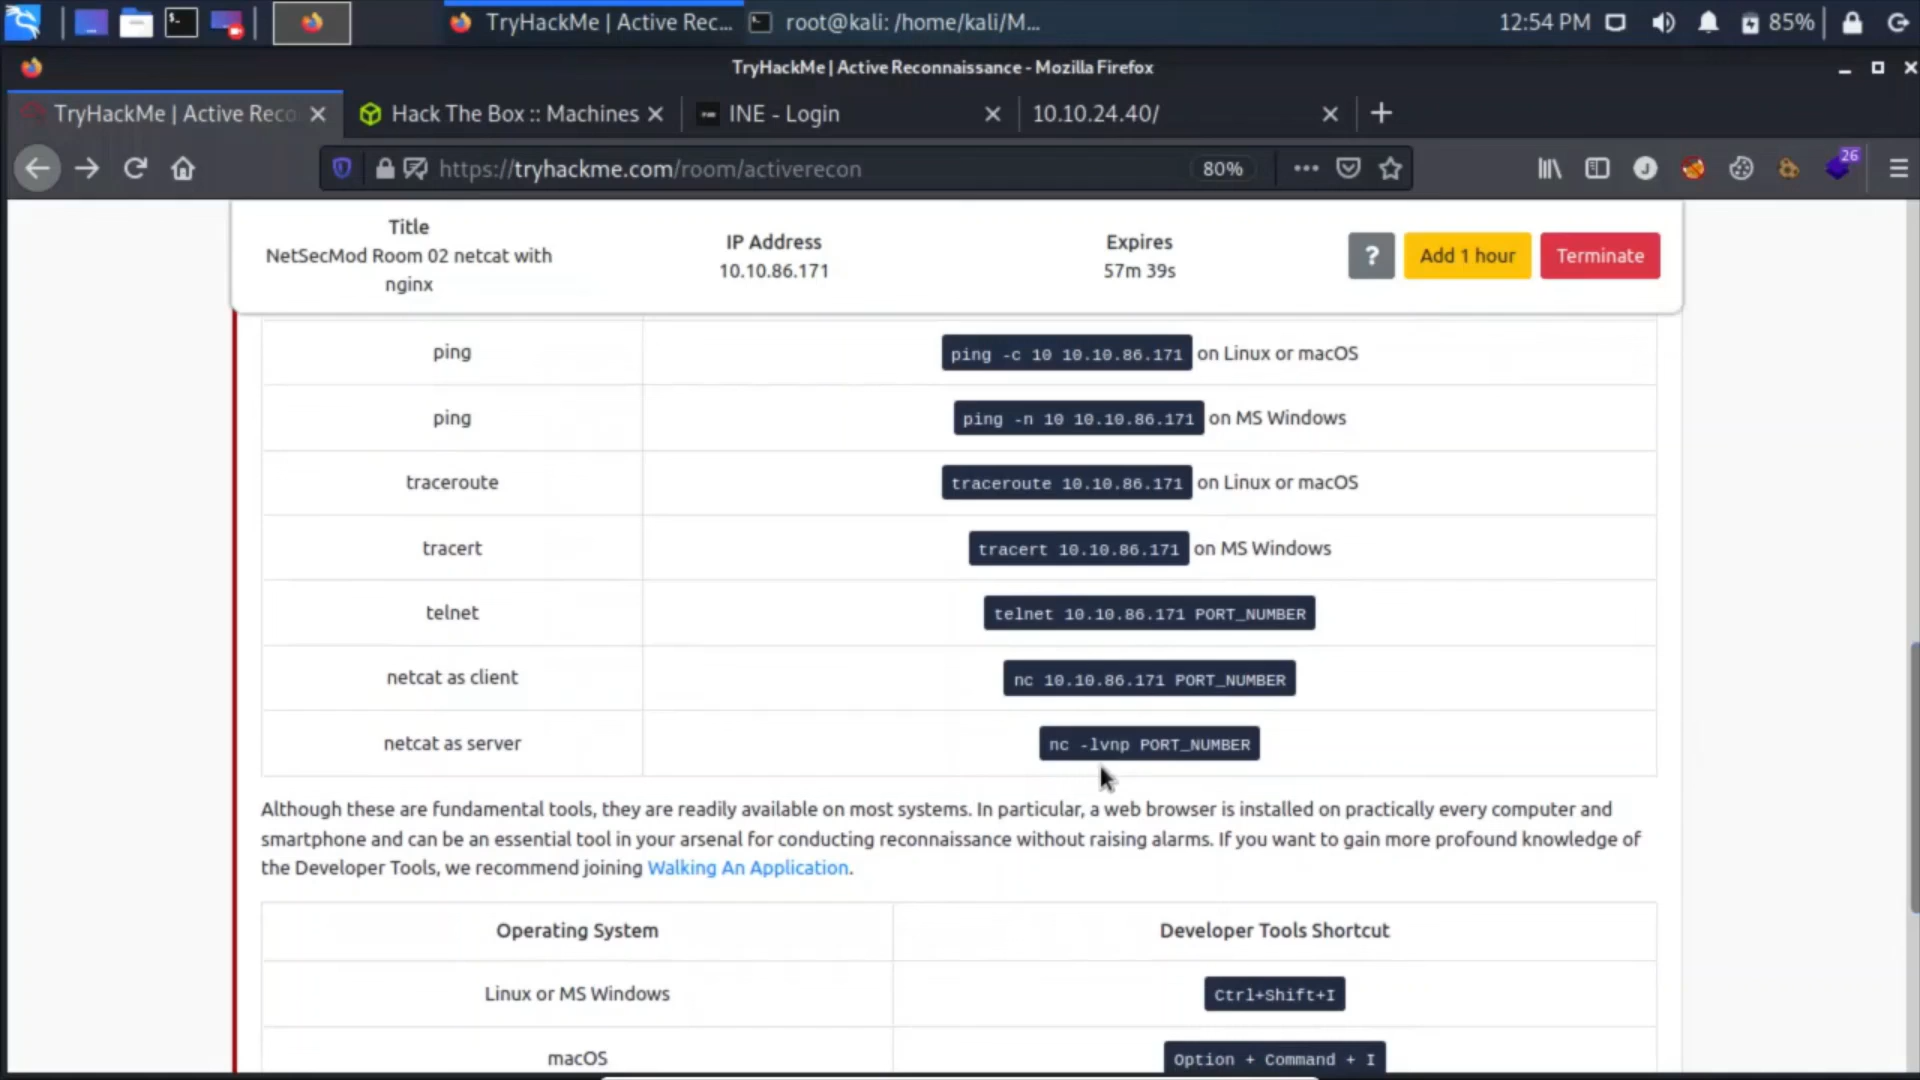 TryHackMe | Active Rec... root@kali: /home/kali/M... 12:54 PM 85%
TryHackMe | Active Reconnaissance - Mozilla Firefox
TryHackMe | Active Reco Hack The Box :: Machines INE - Login 10.10.24.40/
https://tryhackme.com/room/activerecon 80% J 26
Title IP Address Expires
NetSecMod Room 02 netcat with
nginx
10.10.86.171 57m 39s ? Add 1 hour Terminate
ping ping -c 10 10.10.86.171 on Linux or macOS
ping ping -n 10 10.10.86.171 on MS Windows
traceroute traceroute 10.10.86.171 on Linux or macOS
tracert tracert 10.10.86.171 on MS Windows
telnet telnet 10.10.86.171 PORT_NUMBER
netcat as client nc 10.10.86.171 PORT_NUMBER
netcat as server nc -lvnp PORT_NUMBER
Although these are fundamental tools, they are readily available on most systems. In particular, a web browser is installed on practically every computer and
smartphone and can be an essential tool in your arsenal for conducting reconnaissance without raising alarms. If you want to gain more profound knowledge of
the Developer Tools, we recommend joining Walking An Application.
Operating System Developer Tools Shortcut
Linux or MS Windows Ctrl+Shift+I
macOS Option + Command + I